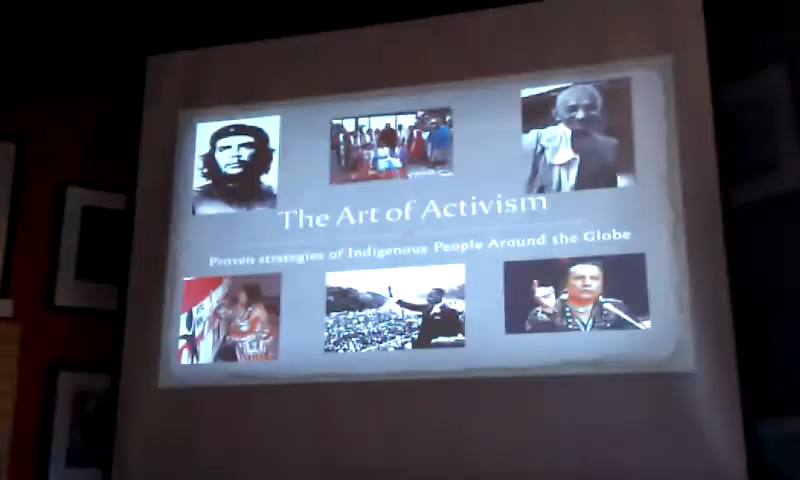 The Art of Activism
Proven strategies of Indigenous People Around the Globe